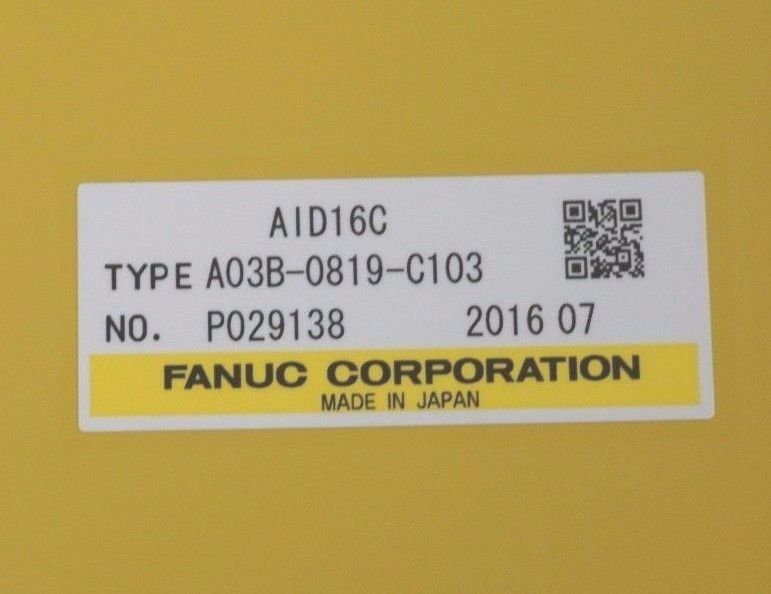 AID16C
TYPE A03B-0819-C103
NO. P029138 2016 07
FANUC CORPORATION
MADE IN JAPAN